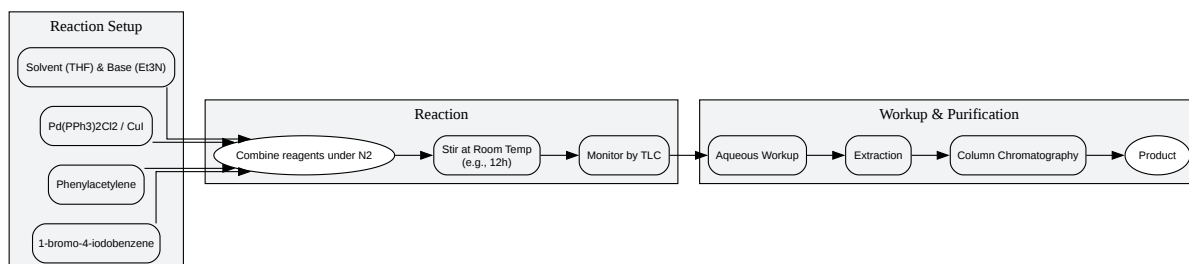 Reaction Setup
Solvent (THF) & Base (Et3N)
Pd(PPh3)2Cl2 / CuI
Phenylacetylene
1-bromo-4-iodobenzene
Reaction
Combine reagents under N2
Stir at Room Temp
(e.g., 12h)
Monitor by TLC
Workup & Purification
Aqueous Workup
Extraction
Column Chromatography
Product